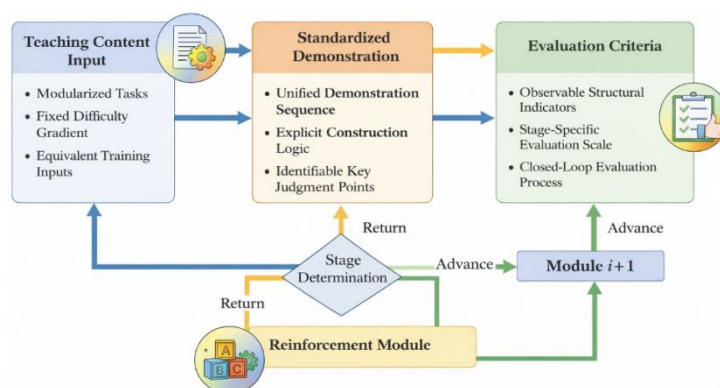 Teaching Content
Input
• Modularized Tasks
• Fixed Difficulty
Gradient
• Equivalent Training
Inputs
Standardized
Demonstration
• Unified Demonstration
Sequence
• Explicit Construction
Logic
• Identifiable Key
Judgment Points
Evaluation Criteria
• Observable Structural
Indicators
• Stage-Specific
Evaluation Scale
• Closed-Loop Evaluation
Process
Return
Advance
Stage
Determination
Advance
Module i+1
Return
Reinforcement Module
A
B
C